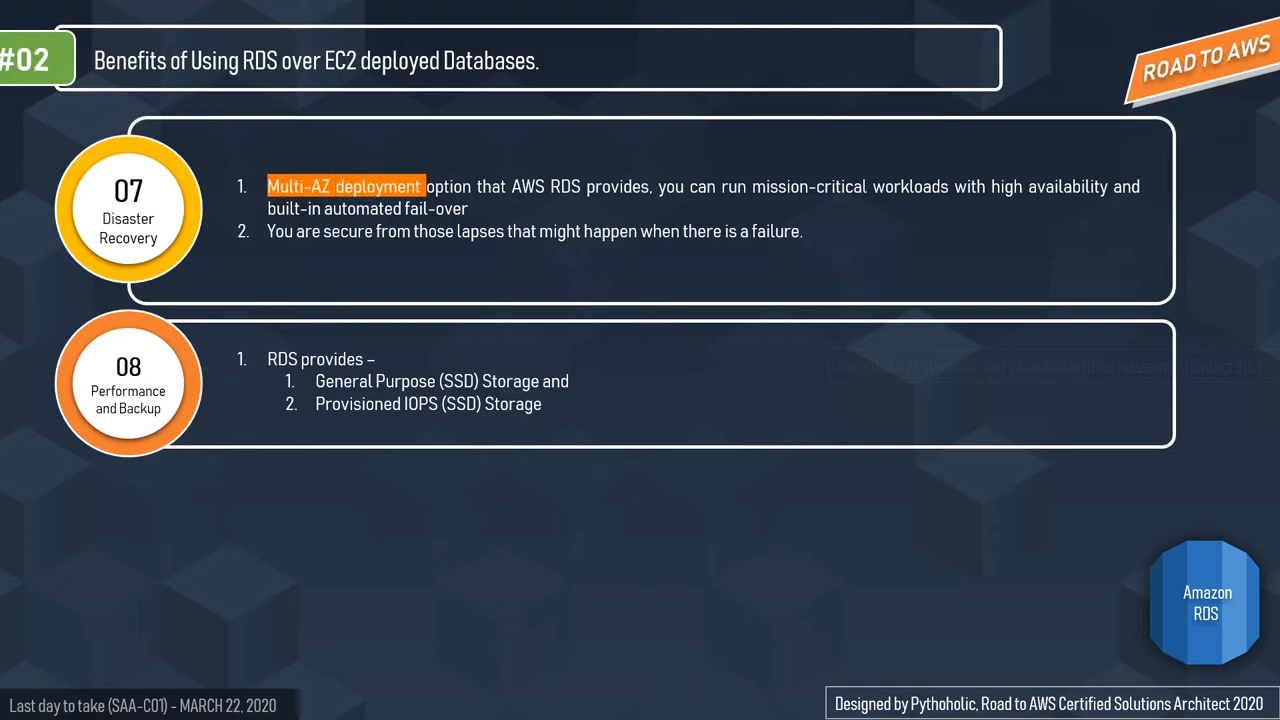 #02
Benefits of Using RDS over EC2 deployed Databases.
ROAD TO AWS
07
Disaster
Recovery
1. Multi-AZ deployment option that AWS RDS provides, you can run mission-critical workloads with high availability and
built-in automated fail-over
2. You are secure from those lapses that might happen when there is a failure.
08
Performance
and Backup
1. RDS provides –
1. General Purpose (SSD) Storage and
2. Provisioned IOPS (SSD) Storage
Amazon
RDS
Last day to take (SAA-C01) - MARCH 22, 2020
Designed by Pythoholic, Road to AWS Certified Solutions Architect 2020